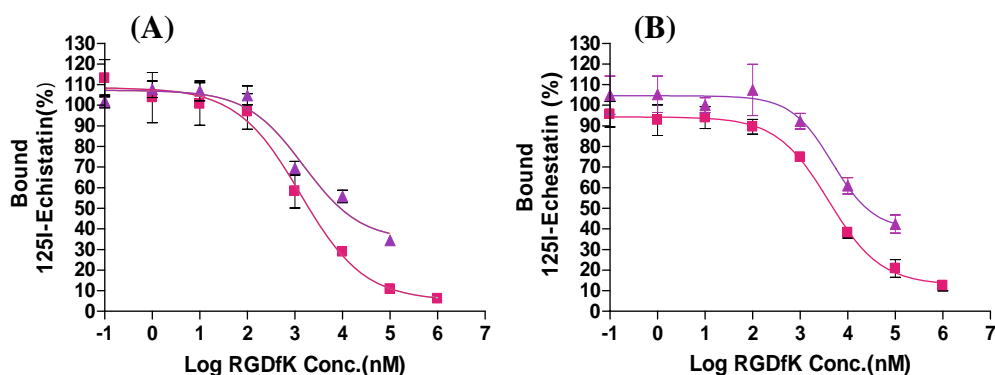 (A)
Bound
125I-Echistatin(%)
130
120
110
100
90
80
70
60
50
40
30
20
10
0
-1 0 1 2 3 4 5 6 7
Log RGDfK Conc.(nM)
(B)
Bound
125I-Echestatin (%)
130
120
110
100
90
80
70
60
50
40
30
20
10
0
-1 0 1 2 3 4 5 6 7
Log RGDfK Conc.(nM)